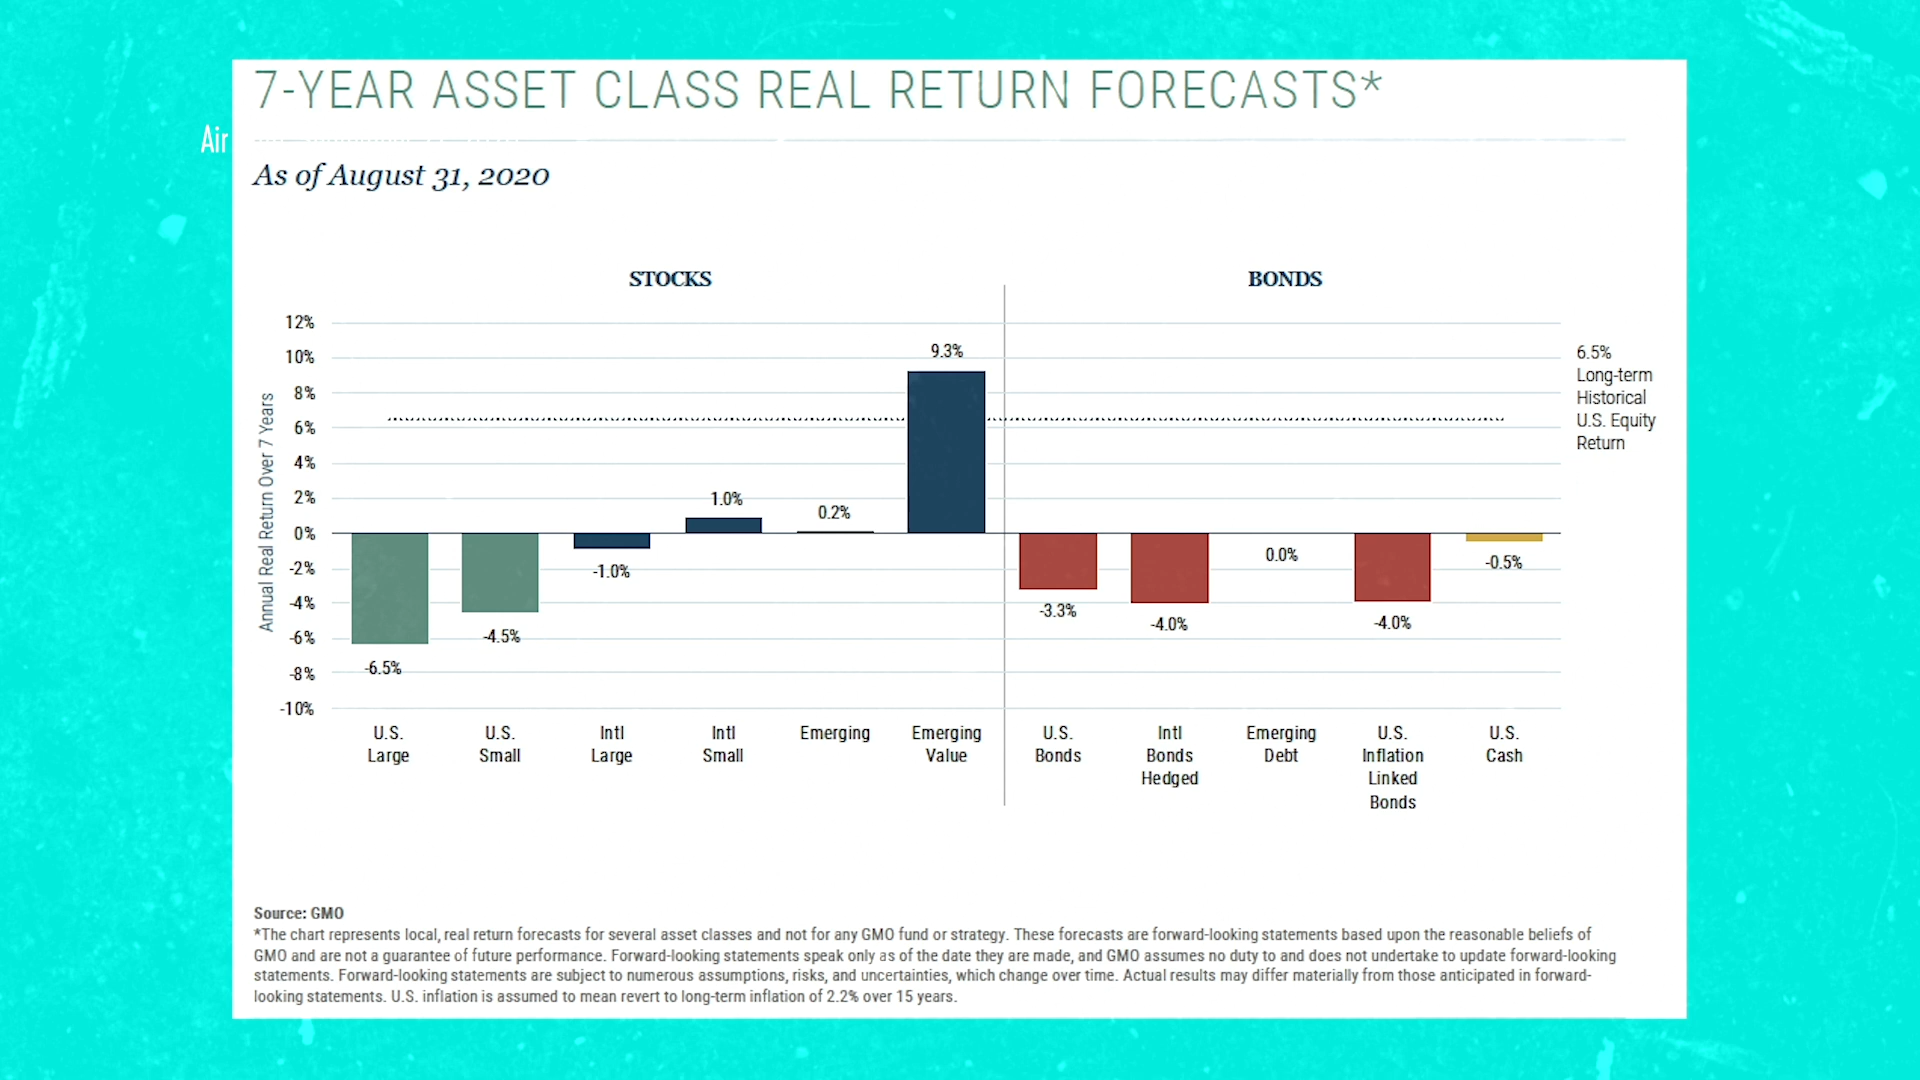 7-YEAR ASSET CLASS REAL RETURN FORECASTS*
Air
As of August 31, 2020
STOCKS
BONDS
12%
10%
8%
6%
4%
2%
0%
-2%
-4%
-6%
-8%
-10%
Annual Real Return Over 7 Years
-6.5%
-4.5%
-1.0%
1.0%
0.2%
9.3%
-3.3%
-4.0%
0.0%
-4.0%
-0.5%
6.5%
Long-term
Historical
U.S. Equity
Return
U.S.
Large
U.S.
Small
Intl
Large
Intl
Small
Emerging
Emerging
Value
U.S.
Bonds
Intl
Bonds
Hedged
Emerging
Debt
U.S.
Inflation
Linked
Bonds
U.S.
Cash
Source: GMO
*The chart represents local, real return forecasts for several asset classes and not for any GMO fund or strategy. These forecasts are forward-looking statements based upon the reasonable beliefs of
GMO and are not a guarantee of future performance. Forward-looking statements speak only as of the date they are made, and GMO assumes no duty to and does not undertake to update forward-looking
statements. Forward-looking statements are subject to numerous assumptions, risks, and uncertainties, which change over time. Actual results may differ materially from those anticipated in forward-
looking statements. U.S. inflation is assumed to mean revert to long-term inflation of 2.2% over 15 years.